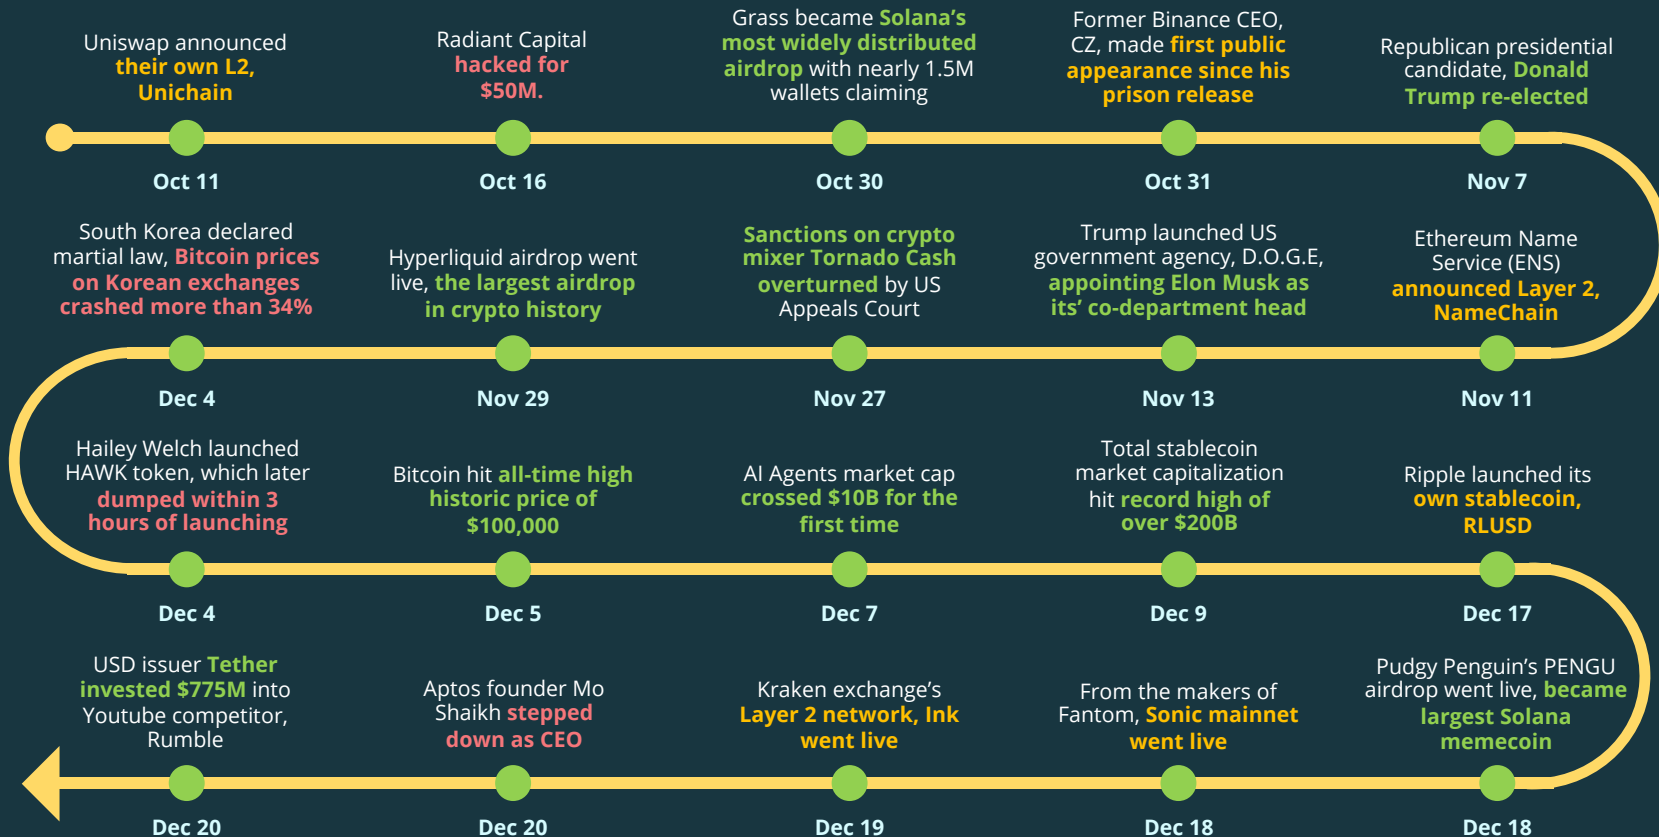 Uniswap announced
their own L2,
Unichain
Oct 11
Radiant Capital
hacked for
$50M.
Oct 16
Grass became Solana's
most widely distributed
airdrop with nearly 1.5M
wallets claiming
Oct 30
Former Binance CEO,
CZ, made first public
appearance since his
prison release
Oct 31
Republican presidential
candidate, Donald
Trump re-elected
Nov 7
Ethereum Name
Service (ENS)
announced Layer 2,
NameChain
Nov 11
Trump launched US
government agency, D.O.G.E,
appointing Elon Musk as
its' co-department head
Nov 13
Sanctions on crypto
mixer Tornado Cash
overturned by US
Appeals Court
Nov 27
Hyperliquid airdrop went
live, the largest airdrop
in crypto history
Nov 29
South Korea declared
martial law, Bitcoin prices
on Korean exchanges
crashed more than 34%
Dec 4
Hailey Welch launched
HAWK token, which later
dumped within 3
hours of launching
Dec 4
Bitcoin hit all-time high
historic price of
$100,000
Dec 5
AI Agents market cap
crossed $10B for the
first time
Dec 7
Total stablecoin
market capitalization
hit record high of
over $200B
Dec 9
Ripple launched its
own stablecoin,
RLUSD
Dec 17
Pudgy Penguin's PENGU
airdrop went live, became
largest Solana
memecoin
Dec 18
From the makers of
Fantom, Sonic mainnet
went live
Dec 18
Kraken exchange's
Layer 2 network, Ink
went live
Dec 19
Aptos founder Mo
Shaikh stepped
down as CEO
Dec 20
USD issuer Tether
invested $775M into
Youtube competitor,
Rumble
Dec 20